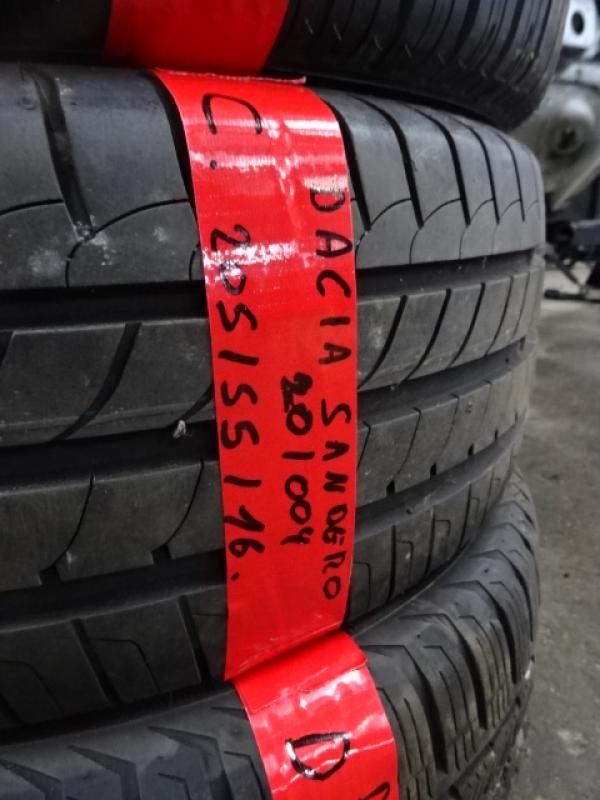 DACIA SANDERO
201004
C. 205/55/16.
D